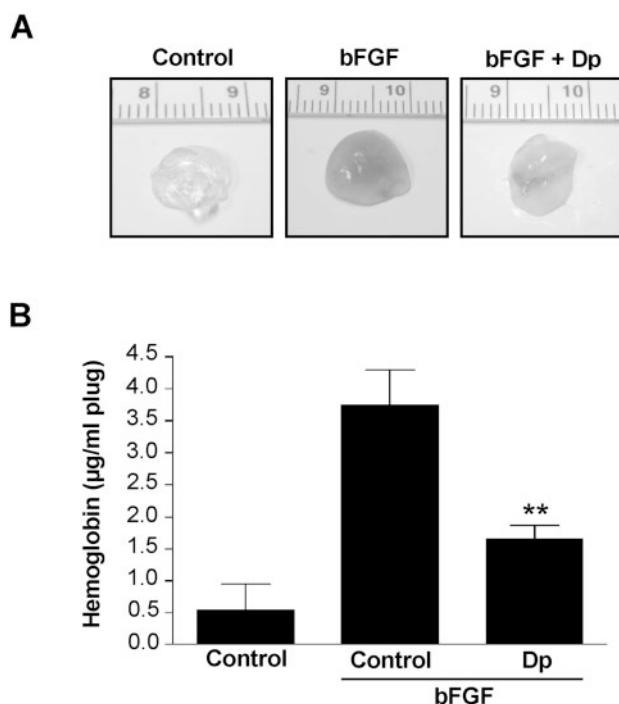 A
Control
bFGF
bFGF + Dp
8 9
9 10
9 10
B
Hemoglobin (µg/ml plug)
4.5
4.0
3.5
3.0
2.5
2.0
1.5
1.0
0.5
0.0
**
Control
Control
Dp
bFGF